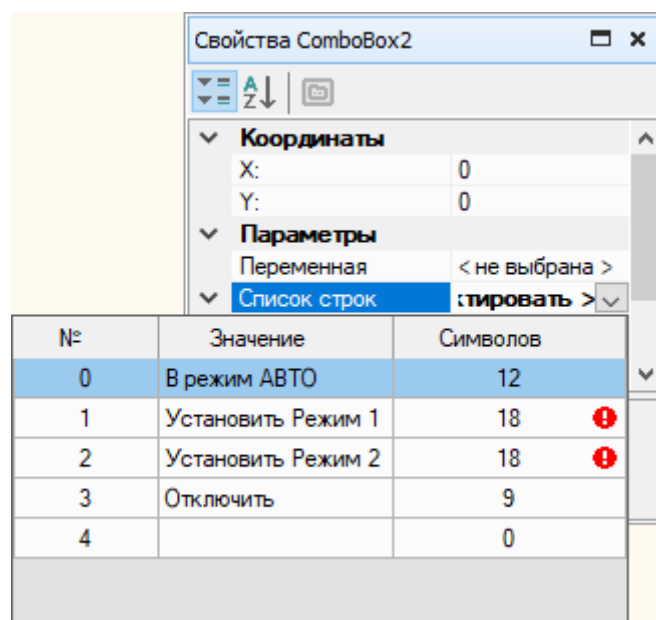 Свойства ComboBox2
Координаты
X: 0
Y: 0
Параметры
Переменная < не выбрана >
Список строк ктировать >
№ Значение Символов
0 В режим АВТО 12
1 Установить Режим 1 18
2 Установить Режим 2 18
3 Отключить 9
4 0